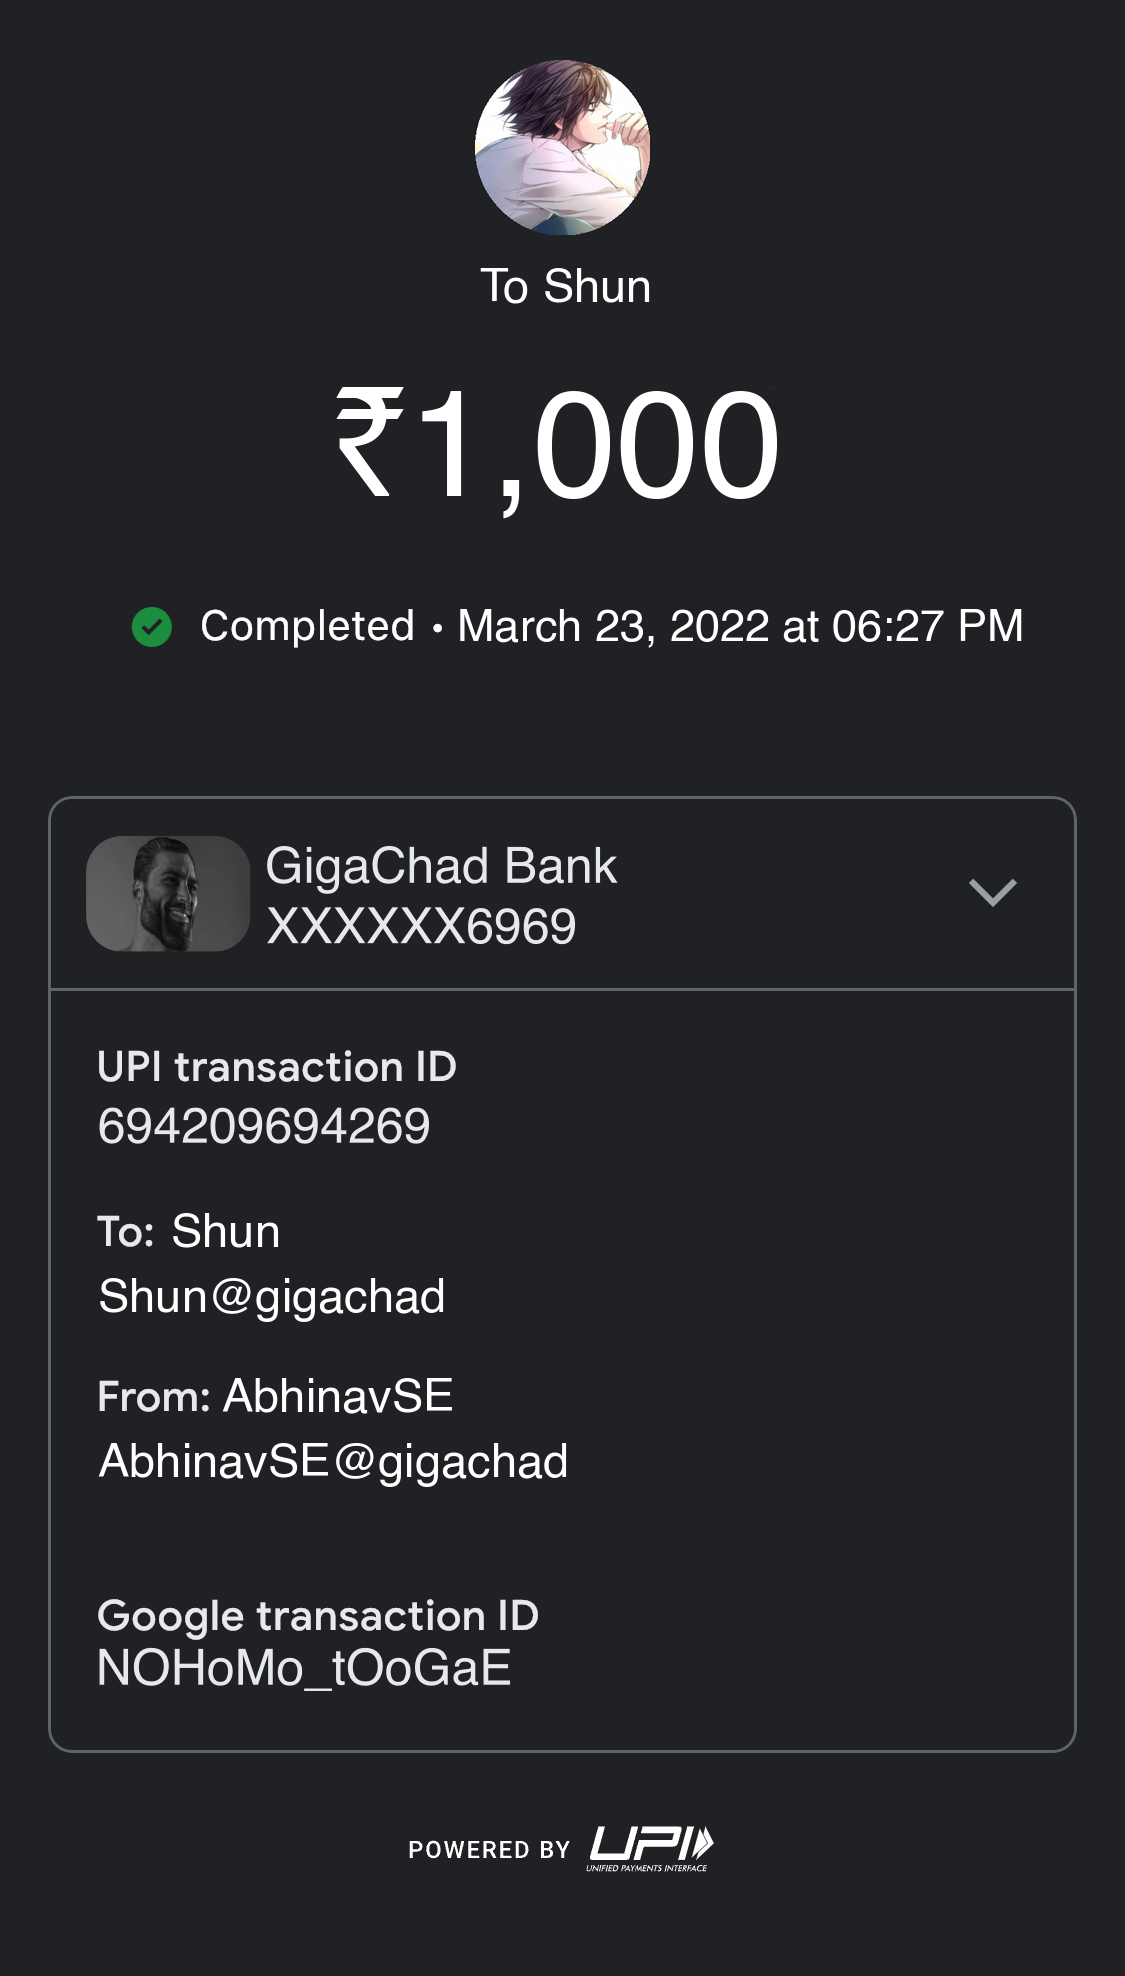 To Shun
₹1,000
Completed • March 23, 2022 at 06:27 PM
GigaChad Bank
XXXXXX6969
UPI transaction ID
694209694269
To: Shun
Shun@gigachad
From: AbhinavSE
AbhinavSE@gigachad
Google transaction ID
NOHoMo_tOoGaE
POWERED BY UPI
UNIFIED PAYMENTS INTERFACE